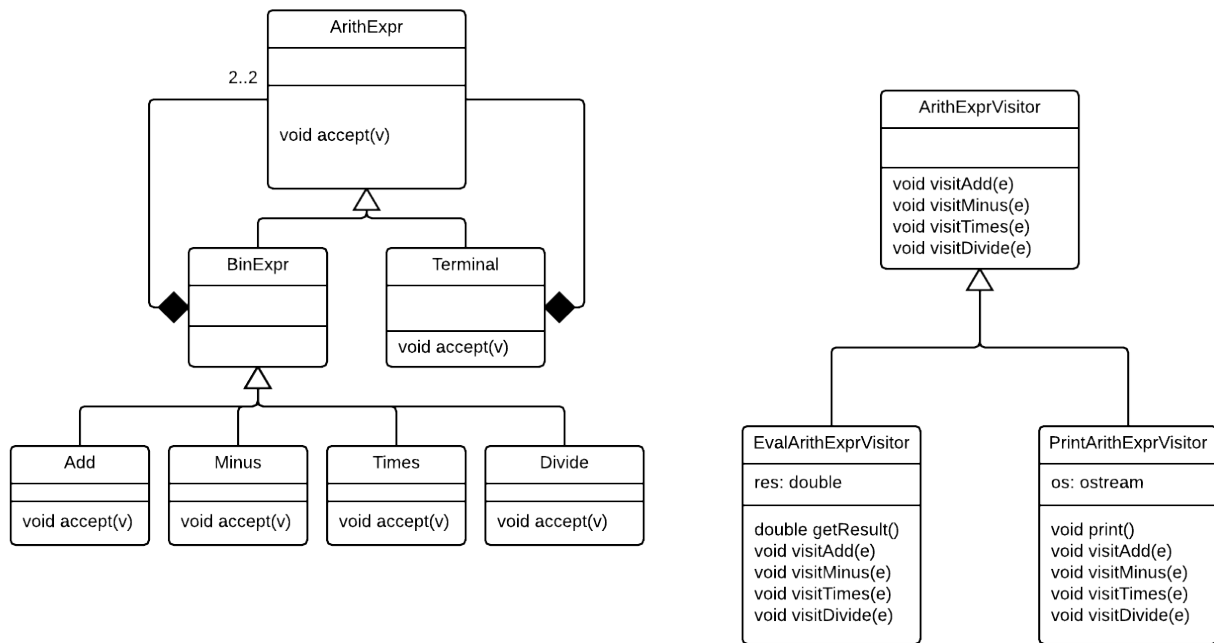 ArithExpr
2..2
void accept(v)
BinExpr
Terminal
void accept(v)
Add
void accept(v)
Minus
void accept(v)
Times
void accept(v)
Divide
void accept(v)
ArithExprVisitor
void visitAdd(e)
void visitMinus(e)
void visitTimes(e)
void visitDivide(e)
EvalArithExprVisitor
res: double
double getResult()
void visitAdd(e)
void visitMinus(e)
void visitTimes(e)
void visitDivide(e)
PrintArithExprVisitor
os: ostream
void print()
void visitAdd(e)
void visitMinus(e)
void visitTimes(e)
void visitDivide(e)